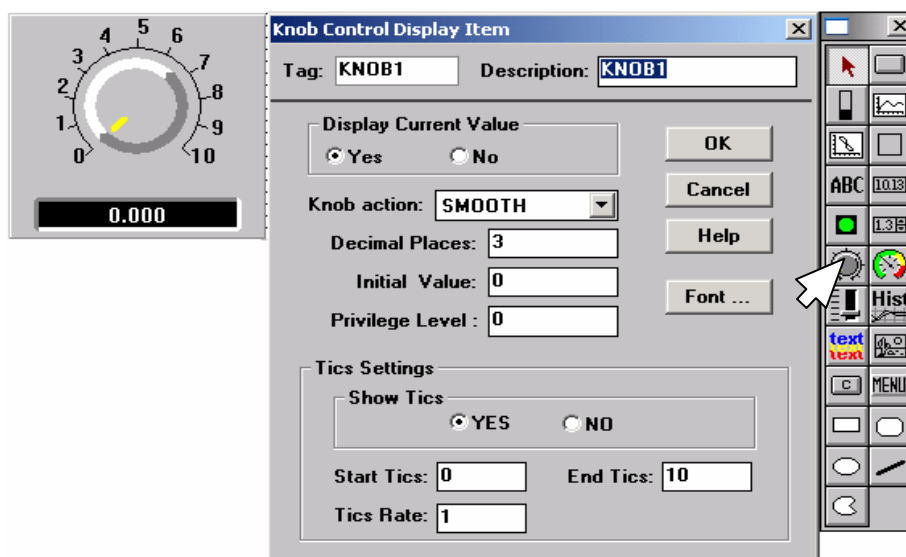 0
1
2
3
4
5
6
7
8
9
10
0.000
Knob Control Display Item
Tag: KNOB1 Description: KNOB1
Display Current Value
Yes No
OK
Knob action: SMOOTH
Cancel
Decimal Places: 3
Help
Initial Value: 0
Font ...
Privilege Level : 0
Tics Settings
Show Tics
YES NO
Start Tics: 0 End Tics: 10
Tics Rate: 1
ABC 10.13
1.3
Hist
text
text
C MENU